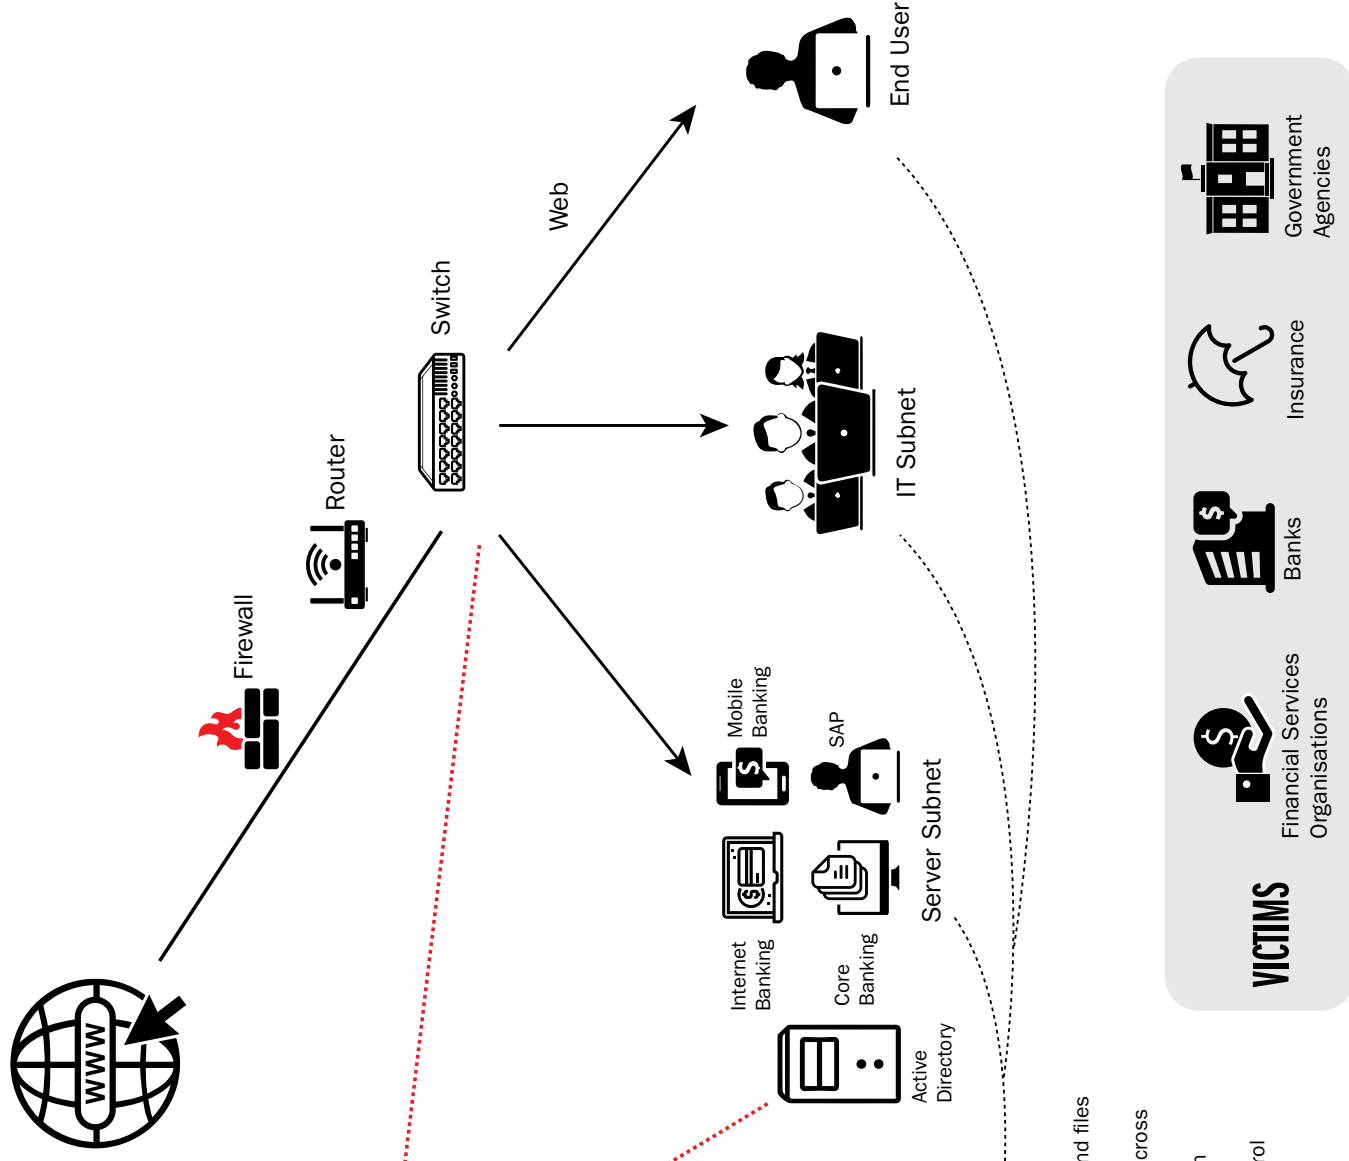 WWW
Firewall
Router
Switch
Web
End User
IT Subnet
Mobile
Banking
SAP
Internet
Banking
Core
Banking
Server Subnet
Active
Directory
VICTIMS
Financial Services
Organisations
Banks
Insurance
Government
Agencies
nd files
cross
n
rol